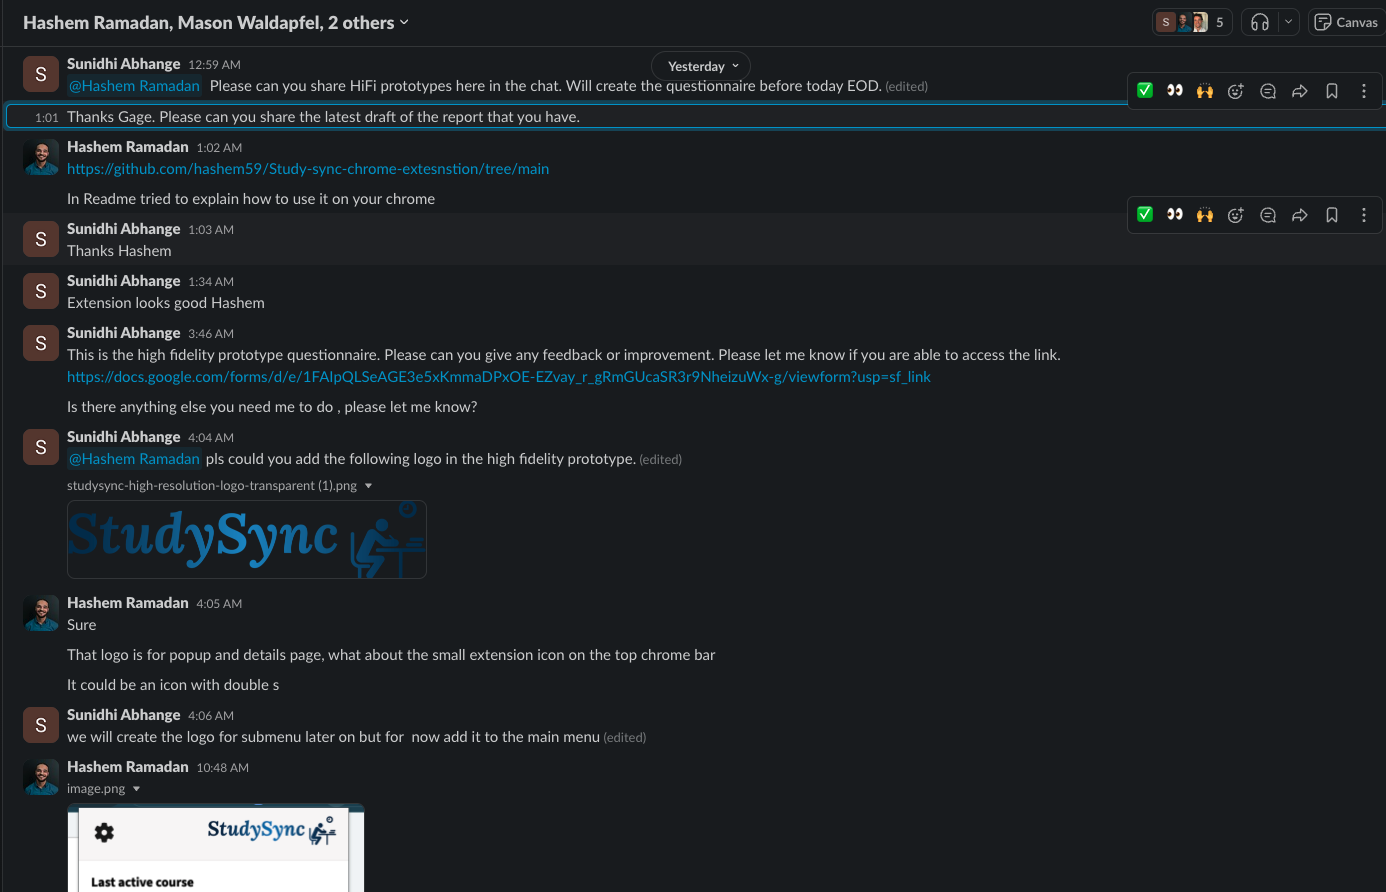 Hashem Ramadan, Mason Waldapfel, 2 others
S
5
Canvas
Yesterday
S
Sunidhi Abhange 12:59 AM
@Hashem Ramadan Please can you share HiFi prototypes here in the chat. Will create the questionnaire before today EOD. (edited)
1:01 Thanks Gage. Please can you share the latest draft of the report that you have.
Hashem Ramadan 1:02 AM
https://github.com/hashem59/Study-sync-chrome-extesnstion/tree/main
In Readme tried to explain how to use it on your chrome
S
Sunidhi Abhange 1:03 AM
Thanks Hashem
S
Sunidhi Abhange 1:34 AM
Extension looks good Hashem
S
Sunidhi Abhange 3:46 AM
This is the high fidelity prototype questionnaire. Please can you give any feedback or improvement. Please let me know if you are able to access the link.
https://docs.google.com/forms/d/e/1FAIpQLSeAGE3e5xKmmaDPxOE-EZvay_r_gRmGUcaSR3r9NheizuWx-g/viewform?usp=sf_link
Is there anything else you need me to do , please let me know?
S
Sunidhi Abhange 4:04 AM
@Hashem Ramadan pls could you add the following logo in the high fidelity prototype. (edited)
studysync-high-resolution-logo-transparent (1).png
StudySync
Hashem Ramadan 4:05 AM
Sure
That logo is for popup and details page, what about the small extension icon on the top chrome bar
It could be an icon with double s
S
Sunidhi Abhange 4:06 AM
we will create the logo for submenu later on but for now add it to the main menu (edited)
Hashem Ramadan 10:48 AM
image.png
StudySync
Last active course